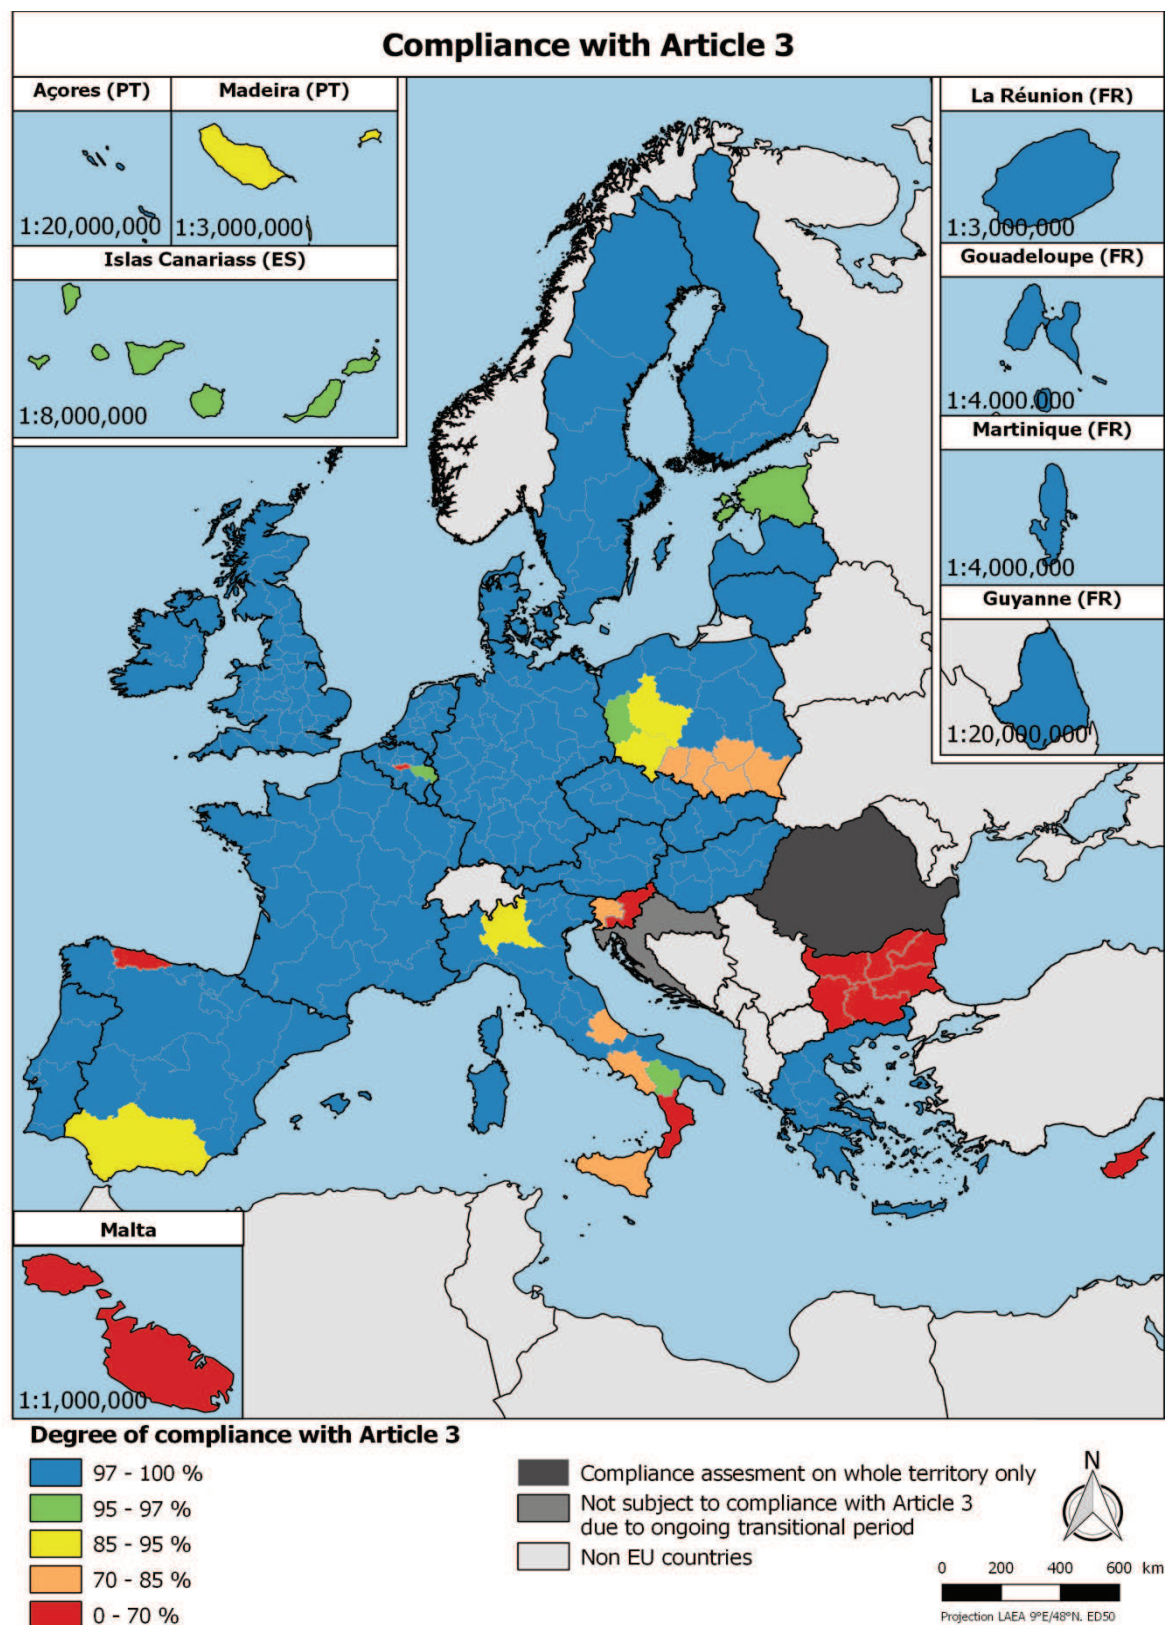 Compliance with Article 3
Açores (PT)
Madeira (PT)
1:20,000,000
1:3,000,000
Islas Canariass (ES)
1:8,000,000
La Réunion (FR)
1:3,000,000
Gouadeloupe (FR)
1:4.000.000
Martinique (FR)
1:4,000,000
Guyanne (FR)
1:20,000,000
Malta
1:1,000,000
Degree of compliance with Article 3
97 - 100 %
95 - 97 %
85 - 95 %
70 - 85 %
0 - 70 %
Compliance assesment on whole territory only
Not subject to compliance with Article 3
due to ongoing transitional period
Non EU countries
N
0 200 400 600 km
Projection LAEA 9°E/48°N. ED50